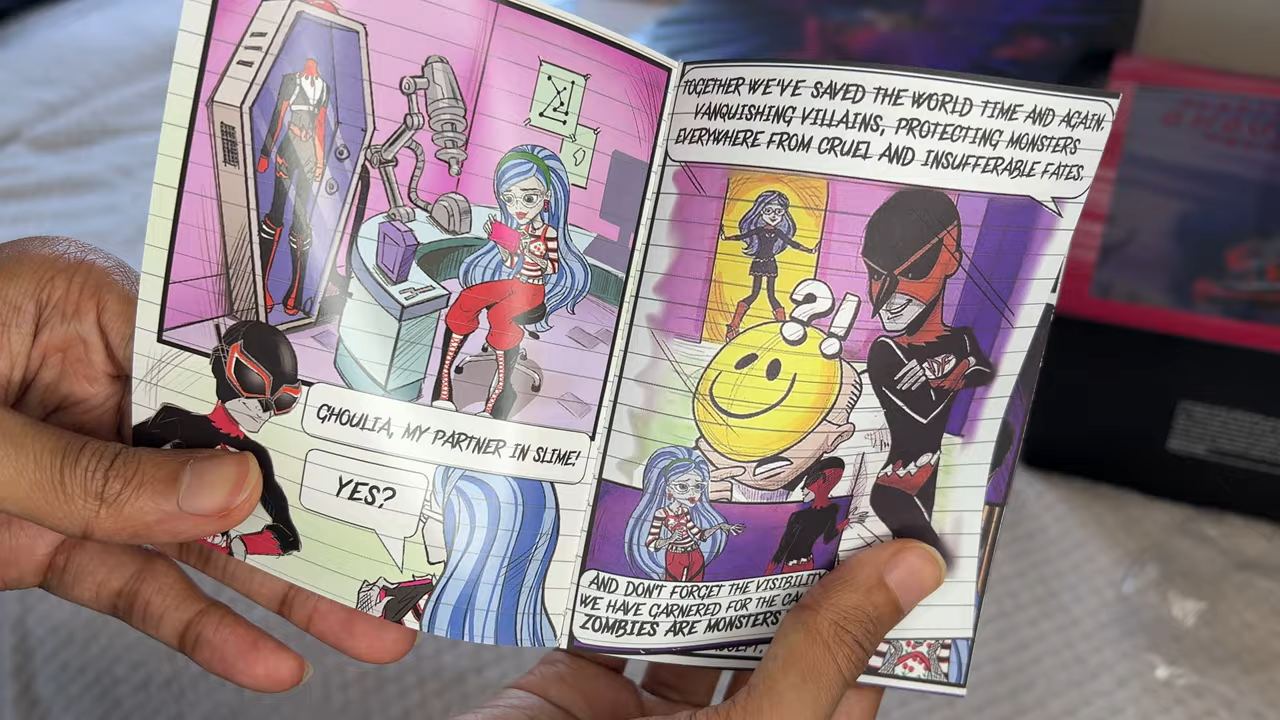 GHOULIA, MY PARTNER IN SLIME!
YES?
TOGETHER WE'VE SAVED THE WORLD TIME AND AGAIN.
VANQUISHING VILLAINS, PROTECTING MONSTERS
EVERYWHERE FROM CRUEL AND INSUFFERABLE FATES.
?!
AND DON'T FORGET THE VISIBILITY
WE HAVE GARNERED FOR THE
ZOMBIES ARE MONSTERS